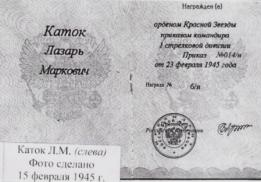 Каток
Лазарь
Маркович
Награжден (а)
орденом Красной Звезды
приказом командира
1 стрелковой дивизии
Приказ №014/н
от 23 февраля 1945 года
Награда № б/н
Каток Л.М. (слева)
Фото сделано
15 февраля 1945 г.